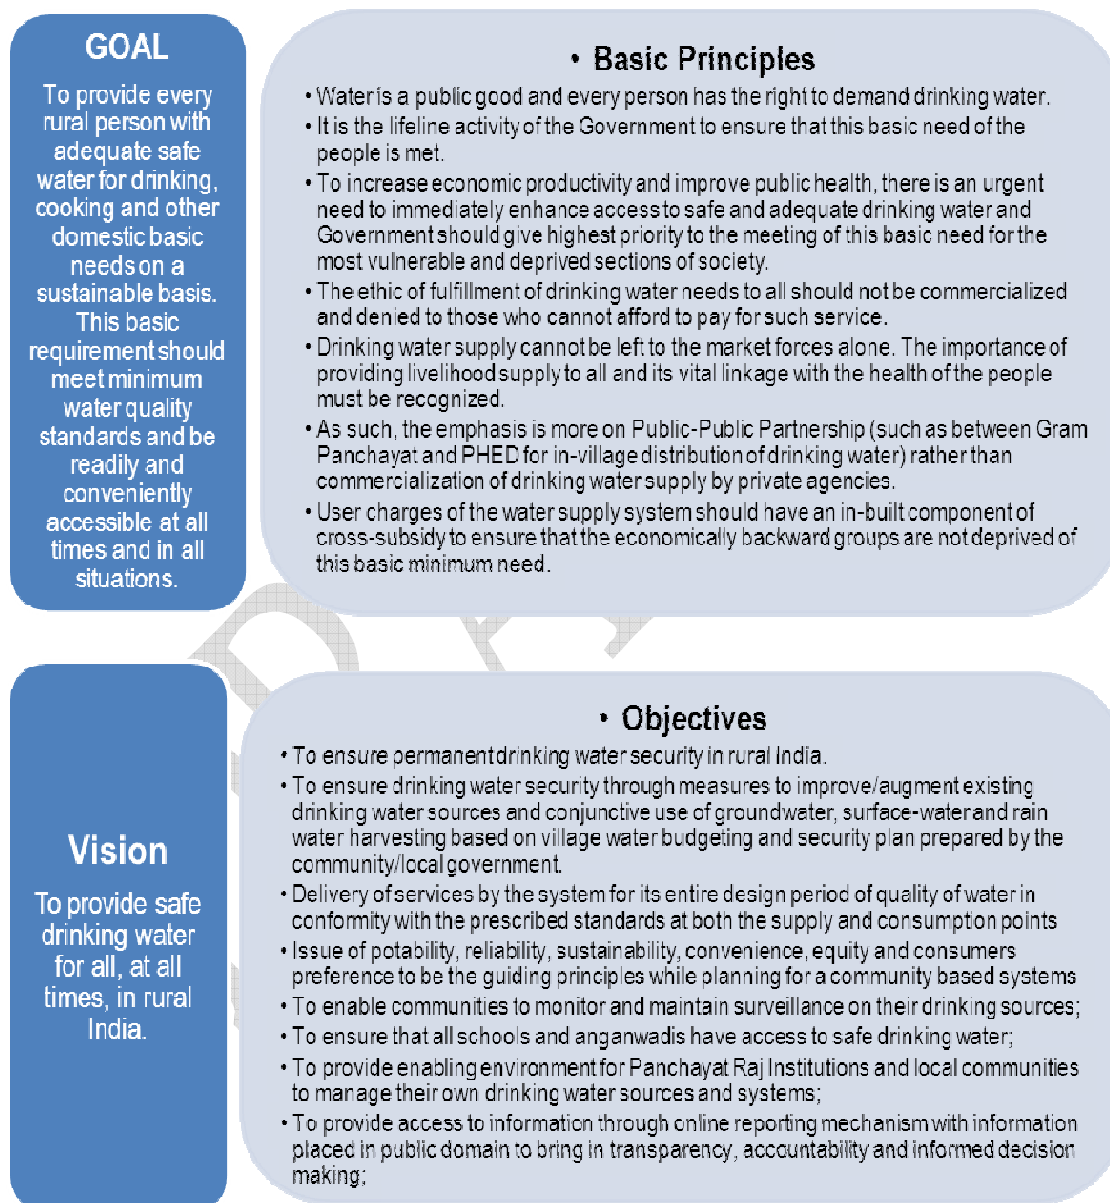 GOAL
To provide every
rural person with
adequate safe
water for drinking,
cooking and other
domestic basic
needs on a
sustainable basis.
This basic
requirement should
meet minimum
water quality
standards and be
readily and
conveniently
accessible at all
times and in all
situations.
• Basic Principles
• Water is a public good and every person has the right to demand drinking water.
• It is the lifeline activity of the Government to ensure that this basic need of the
people is met.
• To increase economic productivity and improve public health, there is an urgent
need to immediately enhance access to safe and adequate drinking water and
Government should give highest priority to the meeting of this basic need for the
most vulnerable and deprived sections of society.
• The ethic of fulfillment of drinking water needs to all should not be commercialized
and denied to those who cannot afford to pay for such service.
• Drinking water supply cannot be left to the market forces alone. The importance of
providing livelihood supply to all and its vital linkage with the health of the people
must be recognized.
• As such, the emphasis is more on Public-Public Partnership (such as between Gram
Panchayat and PHED for in-village distribution of drinking water) rather than
commercialization of drinking water supply by private agencies.
• User charges of the water supply system should have an in-built component of
cross-subsidy to ensure that the economically backward groups are not deprived of
this basic minimum need.
Vision
To provide safe
drinking water
for all, at all
times, in rural
India.
• Objectives
• To ensure permanent drinking water security in rural India.
• To ensure drinking water security through measures to improve/augment existing
drinking water sources and conjunctive use of groundwater, surface-water and rain
water harvesting based on village water budgeting and security plan prepared by the
community/local government.
• Delivery of services by the system for its entire design period of quality of water in
conformity with the prescribed standards at both the supply and consumption points
• Issue of potability, reliability, sustainability, convenience, equity and consumers
preference to be the guiding principles while planning for a community based systems
• To enable communities to monitor and maintain surveillance on their drinking sources;
• To ensure that all schools and anganwadis have access to safe drinking water;
• To provide enabling environment for Panchayat Raj Institutions and local communities
to manage their own drinking water sources and systems;
• To provide access to information through online reporting mechanism with information
placed in public domain to bring in transparency, accountability and informed decision
making;